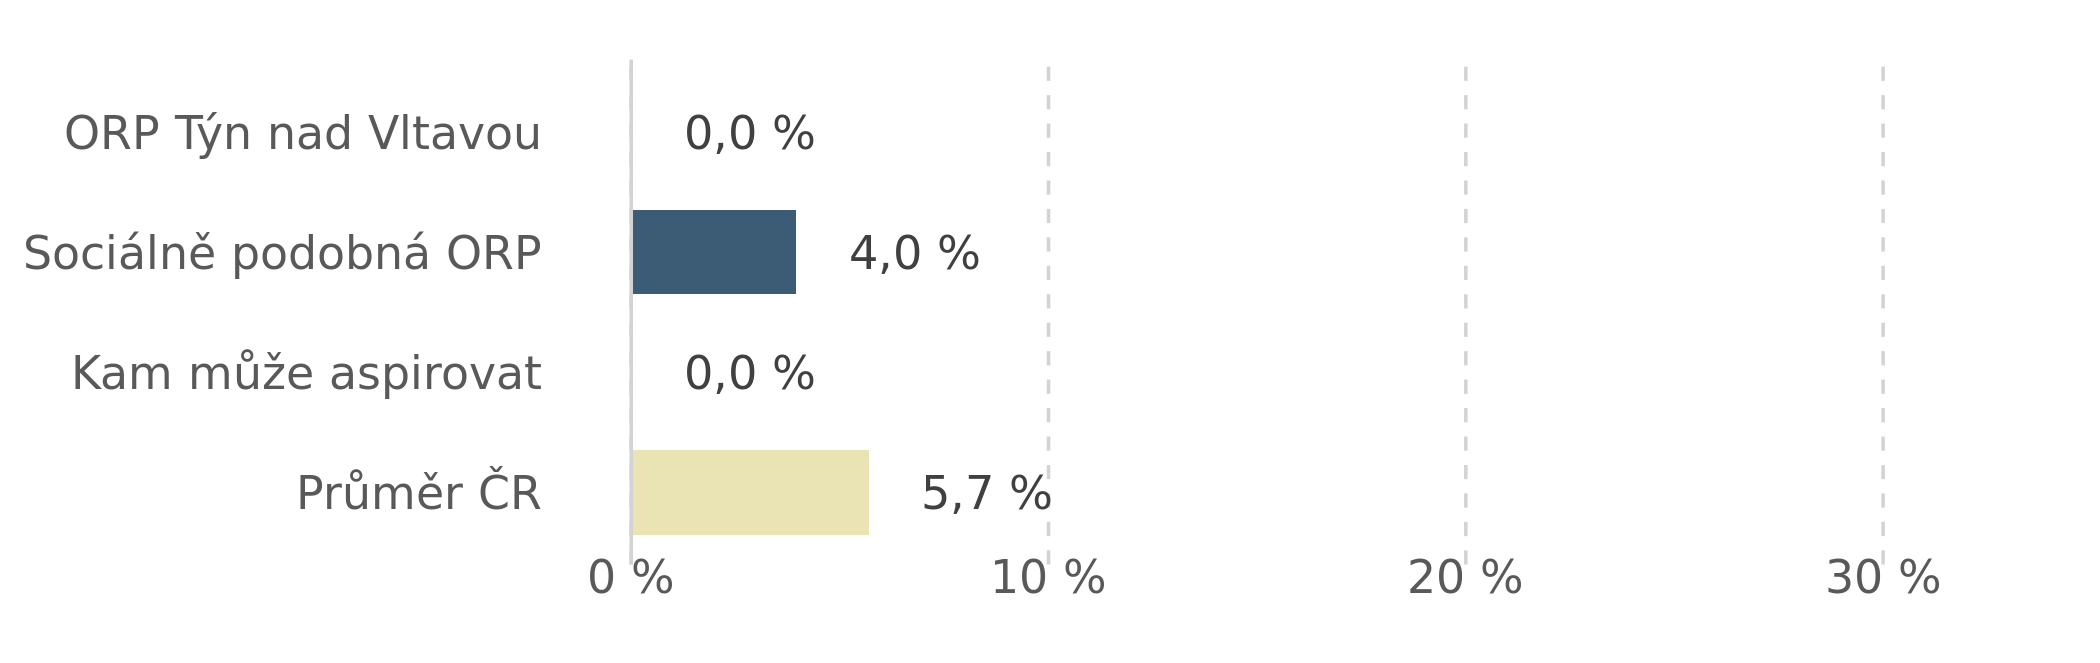 ORP Týn nad Vltavou 0,0 %
Sociálně podobná ORP 4,0 %
Kam může aspirovat 0,0 %
Průměr ČR 5,7 %
0 % 10 % 20 % 30 %